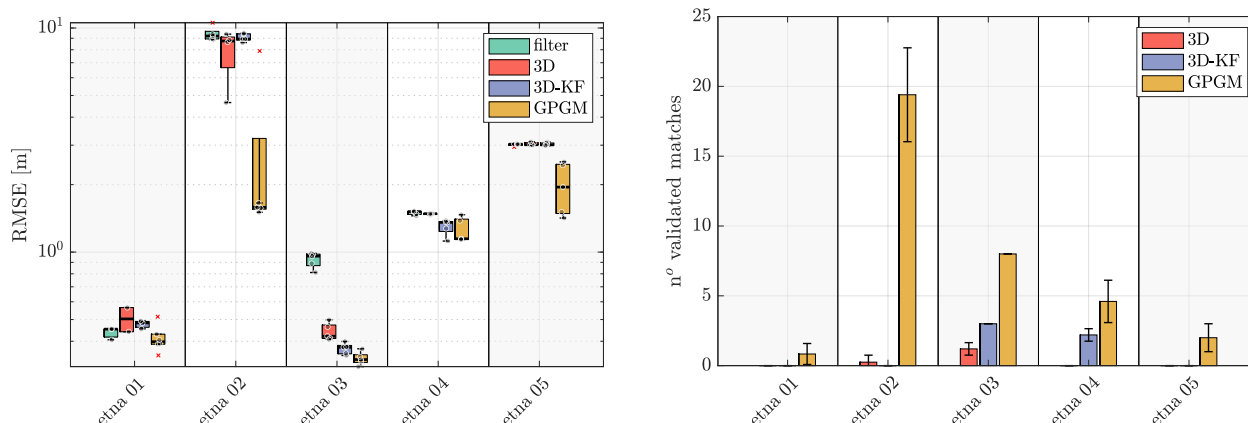 10¹
10⁰
RMSE [m]
filter
3D
3D-KF
GPGM
etna 01
etna 02
etna 03
etna 04
etna 05
25
20
15
10
5
0
nº validated matches
3D
3D-KF
GPGM
etna 01
etna 02
etna 03
etna 04
etna 05